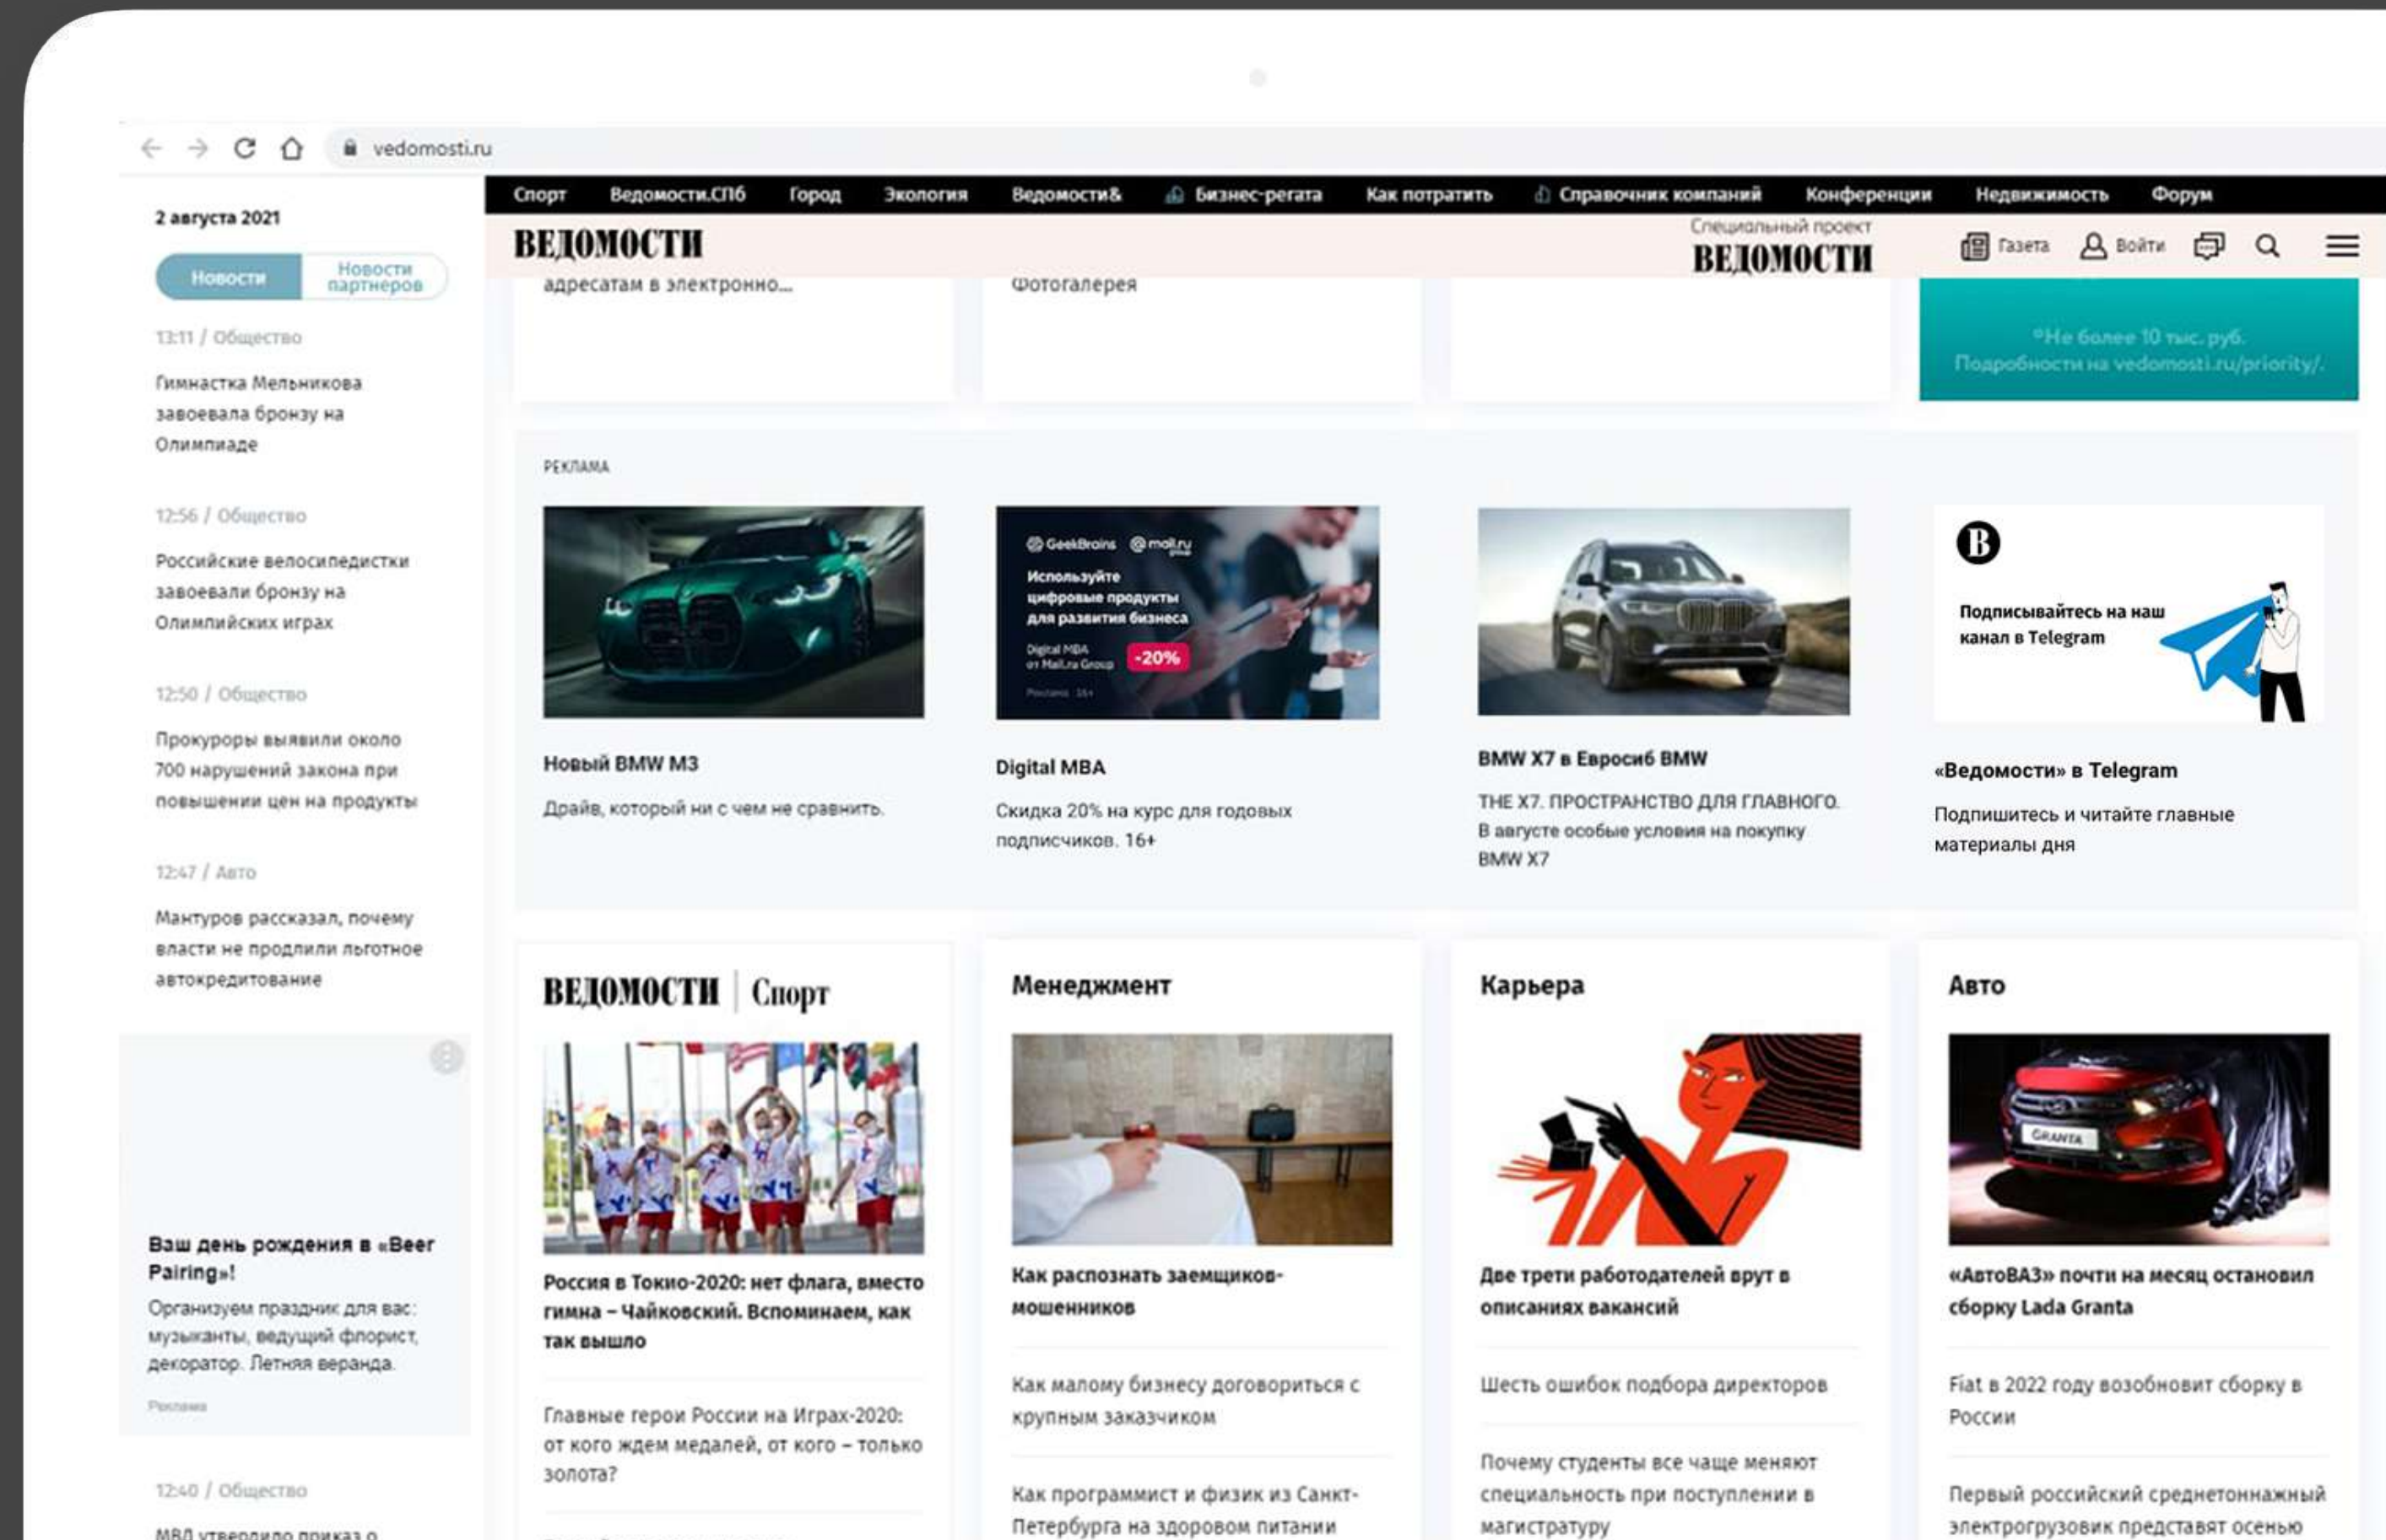 vedomosti.ru
Спорт Ведомости.СПб Город Экология Ведомости& Бизнес-регата Как потратить Справочник компаний Конференции Недвижимость Форум
ВЕДОМОСТИ
Специальный проект
ВЕДОМОСТИ
Газета Войти
2 августа 2021
Новости
Новости
партнеров
13:11 / Общество
Гимнастка Мельникова
завоевала бронзу на
Олимпиаде
12:56 / Общество
Российские велосипедистки
завоевали бронзу на
Олимпийских играх
12:50 / Общество
Прокуроры выявили около
700 нарушений закона при
повышении цен на продукты
12:47 / Авто
Мантуров рассказал, почему
власти не продлили льготное
автокредитование
Ваш день рождения в «Beer
Pairing»!
Организуем праздник для вас:
музыканты, ведущий флорист,
декоратор. Летняя веранда.
Реклама
12:40 / Общество
МВД утвердило приказ о
адресатам в электронно...
Фотогалерея
*Не более 10 тыс. руб.
Подробности на vedomosti.ru/priority/.
РЕКЛАМА
Новый BMW M3
Драйв, который ни с чем не сравнить.
GeekBrains @mail.ru
group
Используйте
цифровые продукты
для развития бизнеса
Digital MBA
от Mail.ru Group
-20%
Реклама 16+
Digital MBA
Скидка 20% на курс для годовых
подписчиков. 16+
BMW X7 в Евросиб BMW
THE X7. ПРОСТРАНСТВО ДЛЯ ГЛАВНОГО.
В августе особые условия на покупку
BMW X7
В
Подписывайтесь на наш
канал в Telegram
«Ведомости» в Telegram
Подпишитесь и читайте главные
материалы дня
ВЕДОМОСТИ | Спорт
Россия в Токио-2020: нет флага, вместо
гимна – Чайковский. Вспоминаем, как
так вышло
Главные герои России на Играх-2020:
от кого ждем медалей, от кого – только
золота?
Менеджмент
Как распознать заемщиков-
мошенников
Как малому бизнесу договориться с
крупным заказчиком
Как программист и физик из Санкт-
Петербурга на здоровом питании
Карьера
Две трети работодателей врут в
описаниях вакансий
Шесть ошибок подбора директоров
Почему студенты все чаще меняют
специальность при поступлении в
магистратуру
Авто
GRANTA
«АвтоВАЗ» почти на месяц остановил
сборку Lada Granta
Fiat в 2022 году возобновит сборку в
России
Первый российский среднетоннажный
электрогрузовик представят осенью